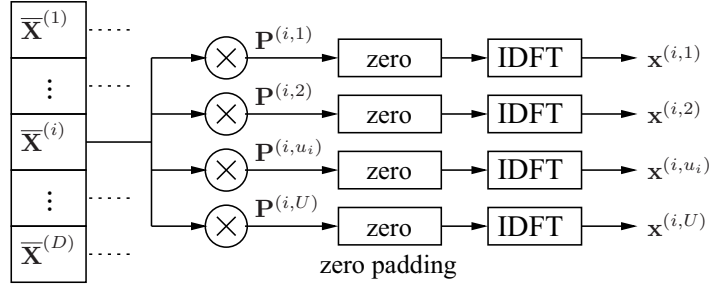 X̅^(1) ·····
⋮ ·····
X̅^(i)
⋮ ·····
X̅^(D) ·····
× P^(i,1) zero IDFT x^(i,1)
× P^(i,2) zero IDFT x^(i,2)
× P^(i,u_i) zero IDFT x^(i,u_i)
× P^(i,U) zero IDFT x^(i,U)
zero padding